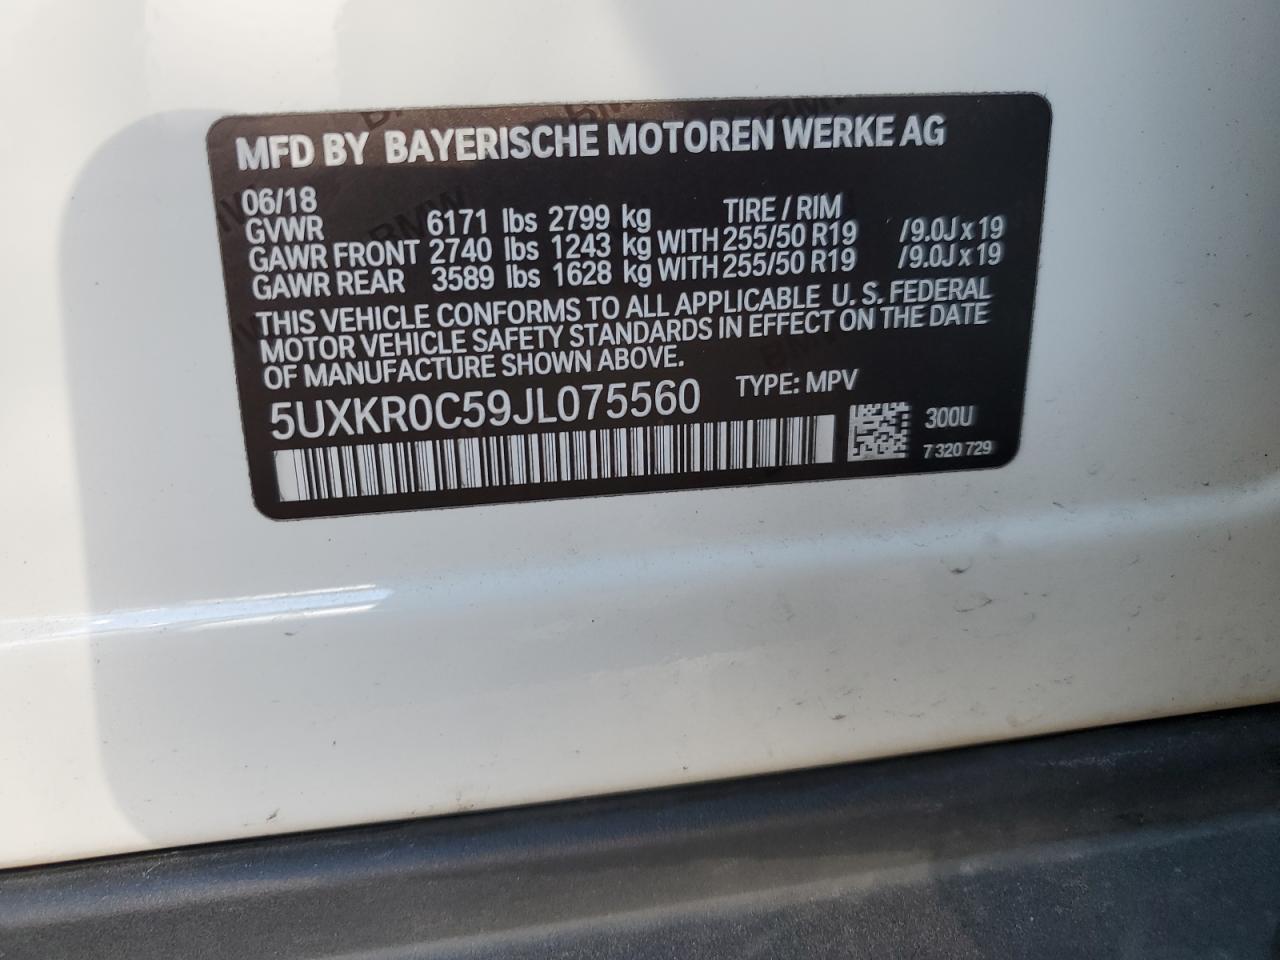 MFD BY BAYERISCHE MOTOREN WERKE AG
06/18
GVWR 6171 lbs 2799 kg TIRE / RIM
GAWR FRONT 2740 lbs 1243 kg WITH 255/50 R19 /9.0J x 19
GAWR REAR 3589 lbs 1628 kg WITH 255/50 R19 /9.0J x 19
THIS VEHICLE CONFORMS TO ALL APPLICABLE U. S. FEDERAL
MOTOR VEHICLE SAFETY STANDARDS IN EFFECT ON THE DATE
OF MANUFACTURE SHOWN ABOVE.
5UXKR0C59JL075560 TYPE: MPV
300U
7 320 729